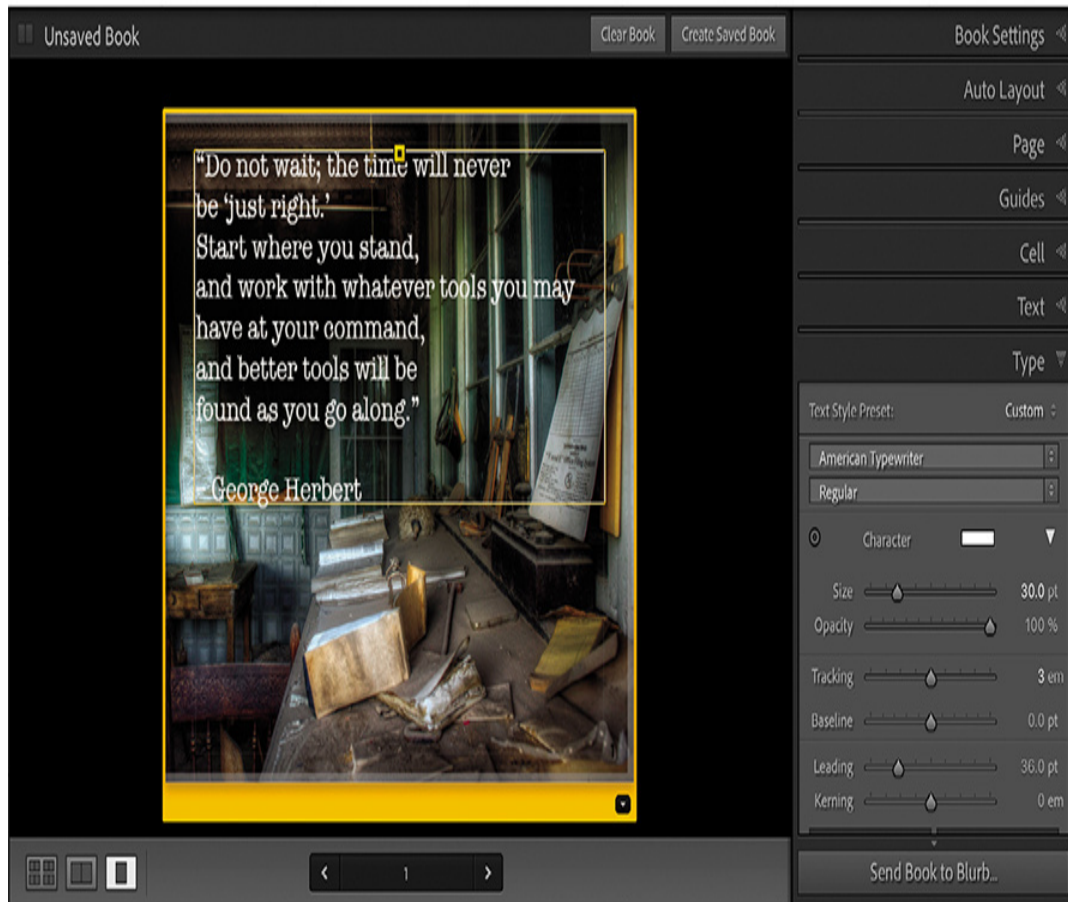 Unsaved Book
Clear Book
Create Saved Book
“Do not wait; the time will never
be ‘just right.’
Start where you stand,
and work with whatever tools you may
have at your command,
and better tools will be
found as you go along.”
- George Herbert
1
Book Settings
Auto Layout
Page
Guides
Cell
Text
Type
Text Style Preset: Custom
American Typewriter
Regular
Character
Size 30.0 pt
Opacity 100 %
Tracking 3 em
Baseline 0.0 pt
Leading 36.0 pt
Kerning 0 em
Send Book to Blurb...